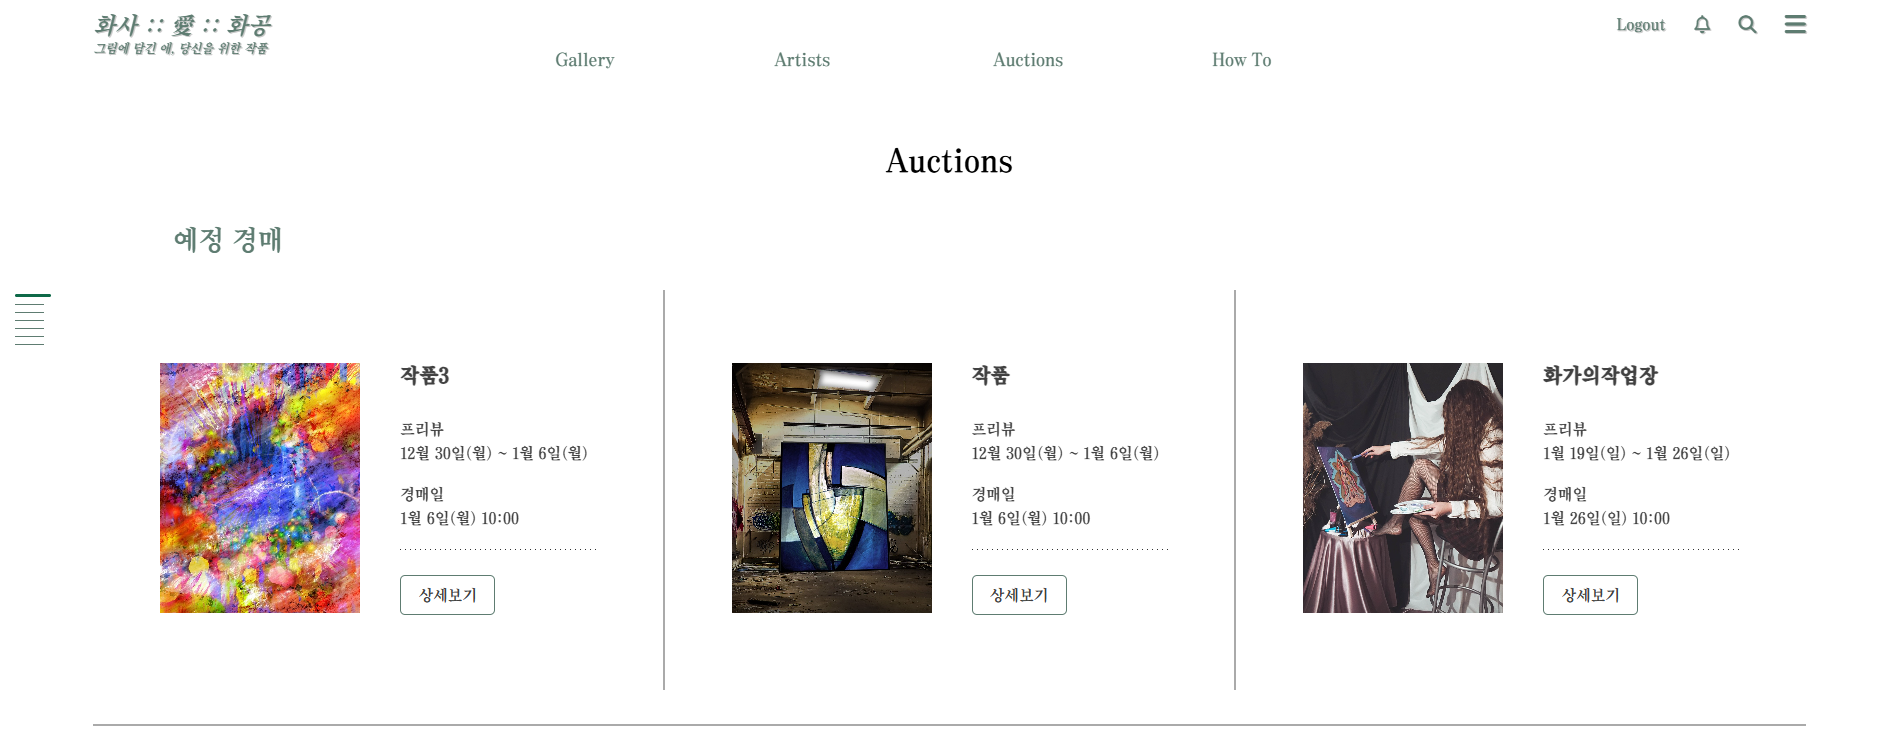 화사 :: 愛 :: 화공
그림에 담긴 애, 당신을 위한 작품
Logout
Gallery
Artists
Auctions
How To
Auctions
예정 경매
작품3
프리뷰
12월 30일(월) ~ 1월 6일(월)
경매일
1월 6일(월) 10:00
상세보기
작품
프리뷰
12월 30일(월) ~ 1월 6일(월)
경매일
1월 6일(월) 10:00
상세보기
화가의작업장
프리뷰
1월 19일(일) ~ 1월 26일(일)
경매일
1월 26일(일) 10:00
상세보기